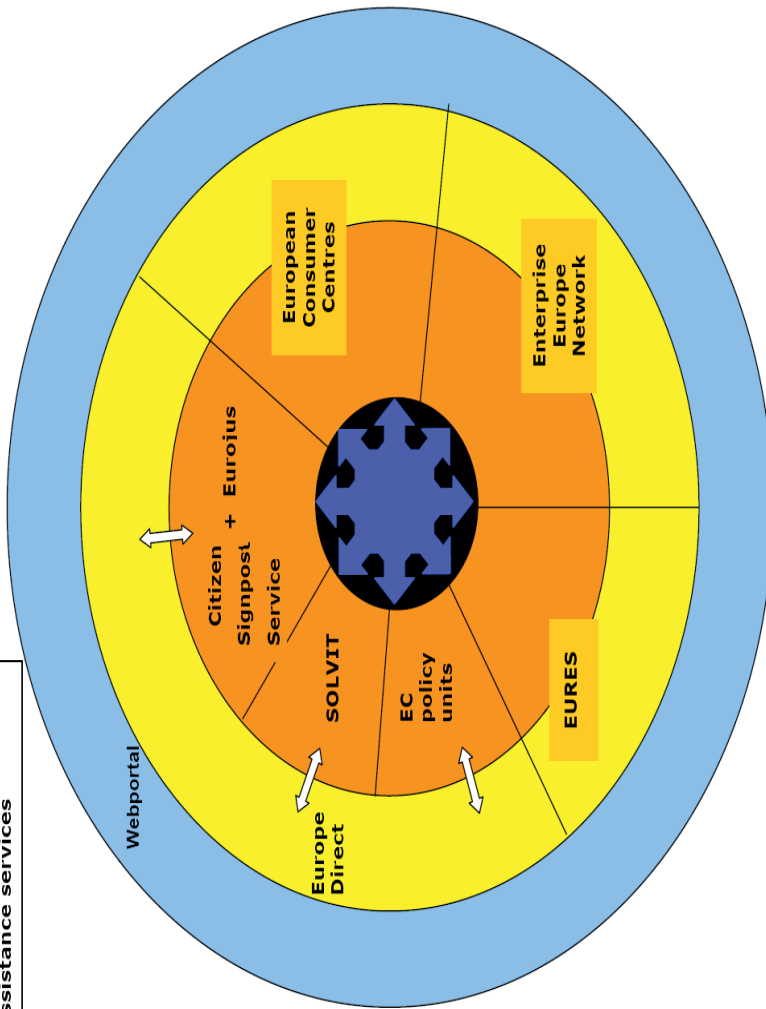 Webportal
Europe
Direct
Citizen
Signpost
Service
+ Eurojus
SOLVIT
EC
policy
units
European
Consumer
Centres
Enterprise
Europe
Network
EURES
services